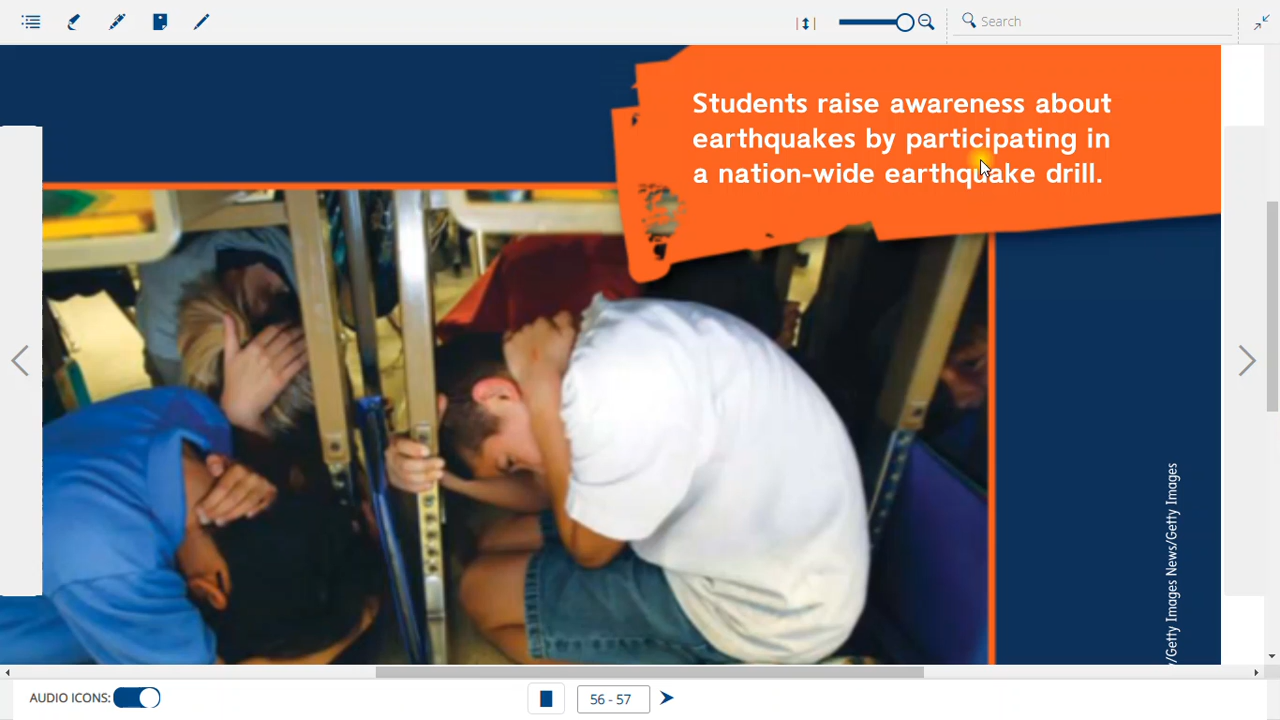 Search
Students raise awareness about
earthquakes by participating in
a nation-wide earthquake drill.
/Getty Images News/Getty Images
AUDIO ICONS:
56 - 57